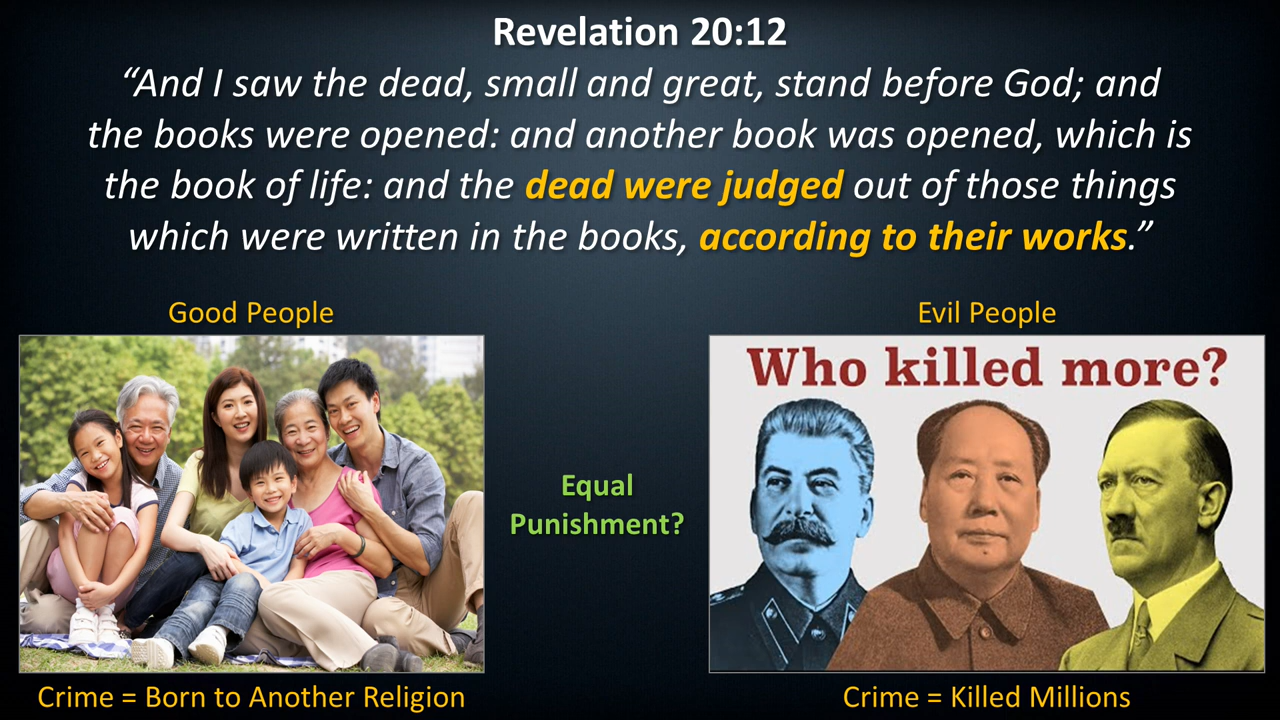 Revelation 20:12
“And I saw the dead, small and great, stand before God; and
the books were opened: and another book was opened, which is
the book of life: and the dead were judged out of those things
which were written in the books, according to their works.”
Good People
Evil People
Who killed more?
Equal
Punishment?
Crime = Born to Another Religion
Crime = Killed Millions